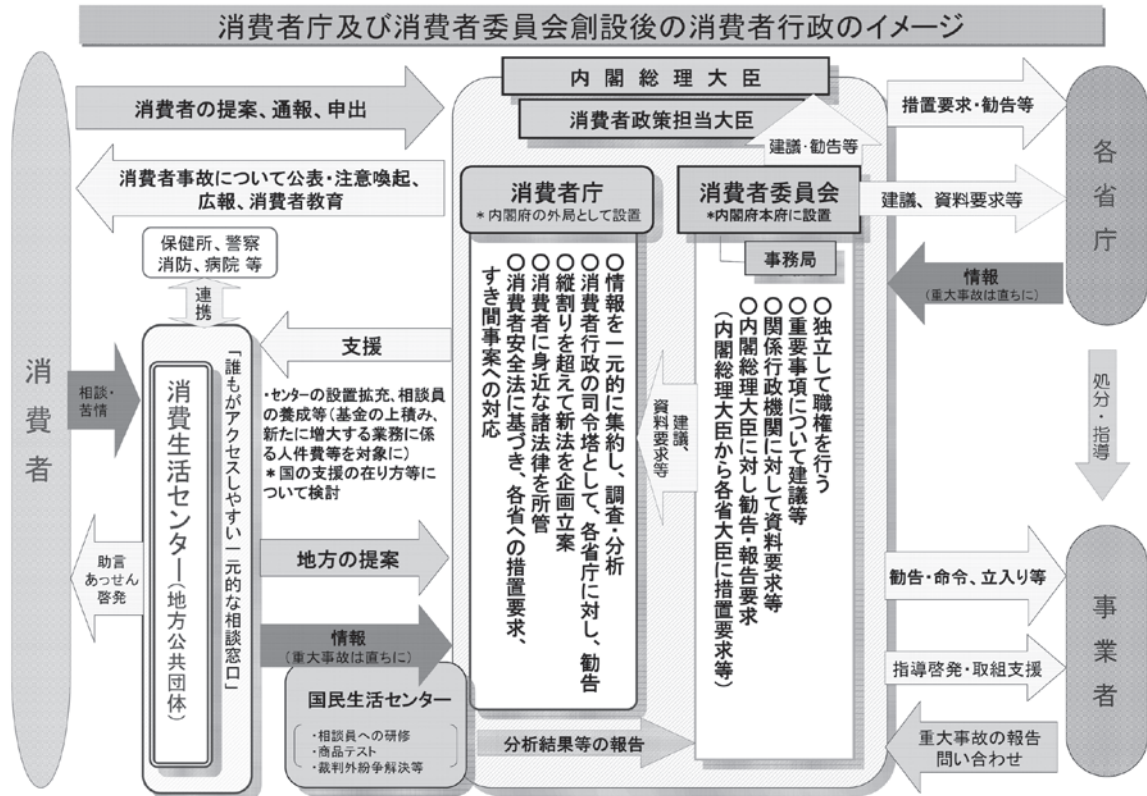 消費者庁及び消費者委員会創設後の消費者行政のイメージ
消費者
消費者の提案、通報、申出
消費者事故について公表・注意喚起、
広報、消費者教育
保健所、警察
消防、病院 等
連携
相談・
苦情
助言
あっせん
啓発
「誰もがアクセスしやすい一元的な相談窓口」
消費生活センター(地方公共団体)
支援
・センターの設置拡充、相談員
の養成等(基金の上積み、
新たに増大する業務に係
る人件費等を対象に)
*国の支援の在り方等に
ついて検討
地方の提案
情報
(重大事故は直ちに)
国民生活センター
・相談員への研修
・商品テスト
・裁判外紛争解決等
内閣総理大臣
消費者政策担当大臣
建議・勧告等
消費者庁
*内閣府の外局として設置
○情報を一元的に集約し、調査・分析
○消費者行政の司令塔として、各省庁に対し、勧告
○縦割りを超えて新法を企画立案
○消費者に身近な諸法律を所管
○消費者安全法に基づき、各省への措置要求、
すき間事案への対応
建議、
資料要求等
分析結果等の報告
消費者委員会
*内閣府本府に設置
事務局
○独立して職権を行う
○重要事項について建議等
○関係行政機関に対して資料要求等
○内閣総理大臣に対し勧告・報告要求
(内閣総理大臣から各省大臣に措置要求等)
措置要求・勧告等
建議、資料要求等
情報
(重大事故は直ちに)
各省庁
処分・指導
勧告・命令、立入り等
指導啓発・取組支援
重大事故の報告
問い合わせ
事業者